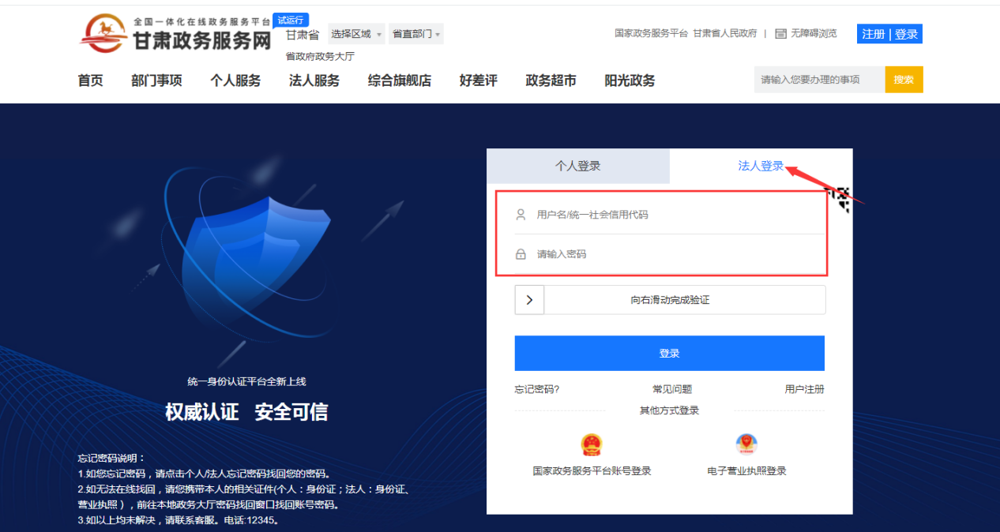 全国一体化在线政务服务平台
试运行
甘肃政务服务网
甘肃省
选择区域
省直部门
省政府政务大厅
国家政务服务平台 甘肃省人民政府 | 无障碍浏览
注册 | 登录
首页 部门事项 个人服务 法人服务 综合旗舰店 好差评 政务超市 阳光政务
请输入您要办理的事项
搜索
个人登录
法人登录
用户名/统一社会信用代码
请输入密码
向右滑动完成验证
登录
忘记密码? 常见问题 用户注册
其他方式登录
国家政务服务平台账号登录
电子营业执照登录
统一身份认证平台全新上线
权威认证 安全可信
忘记密码说明：
1.如您忘记密码，请点击个人/法人忘记密码找回您的密码。
2.如无法在线找回，请您携带本人的相关证件(个人：身份证；法人：身份证、
营业执照），前往本地政务大厅密码找回窗口找回账号密码。
3.如以上均未解决，请联系客服。电话:12345。